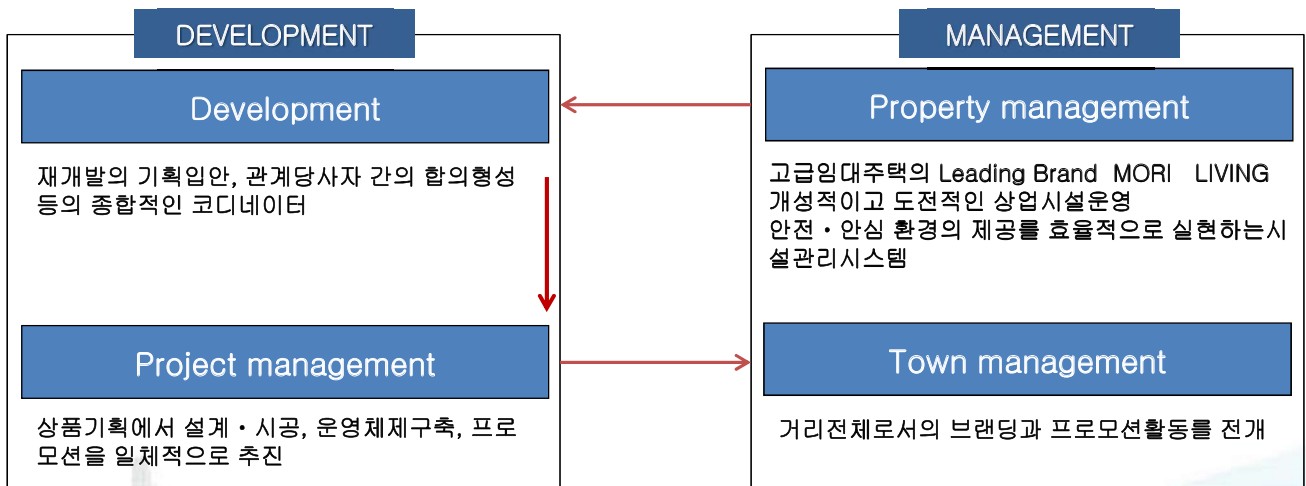 DEVELOPMENT
Development
재개발의 기획입안, 관계당사자 간의 합의형성
등의 종합적인 코디네이터
Project management
상품기획에서 설계・시공, 운영체제구축, 프로
모션을 일체적으로 추진
MANAGEMENT
Property management
고급임대주택의 Leading Brand MORI LIVING
개성적이고 도전적인 상업시설운영
안전・안심 환경의 제공를 효율적으로 실현하는시
설관리시스템
Town management
거리전체로서의 브랜딩과 프로모션활동를 전개